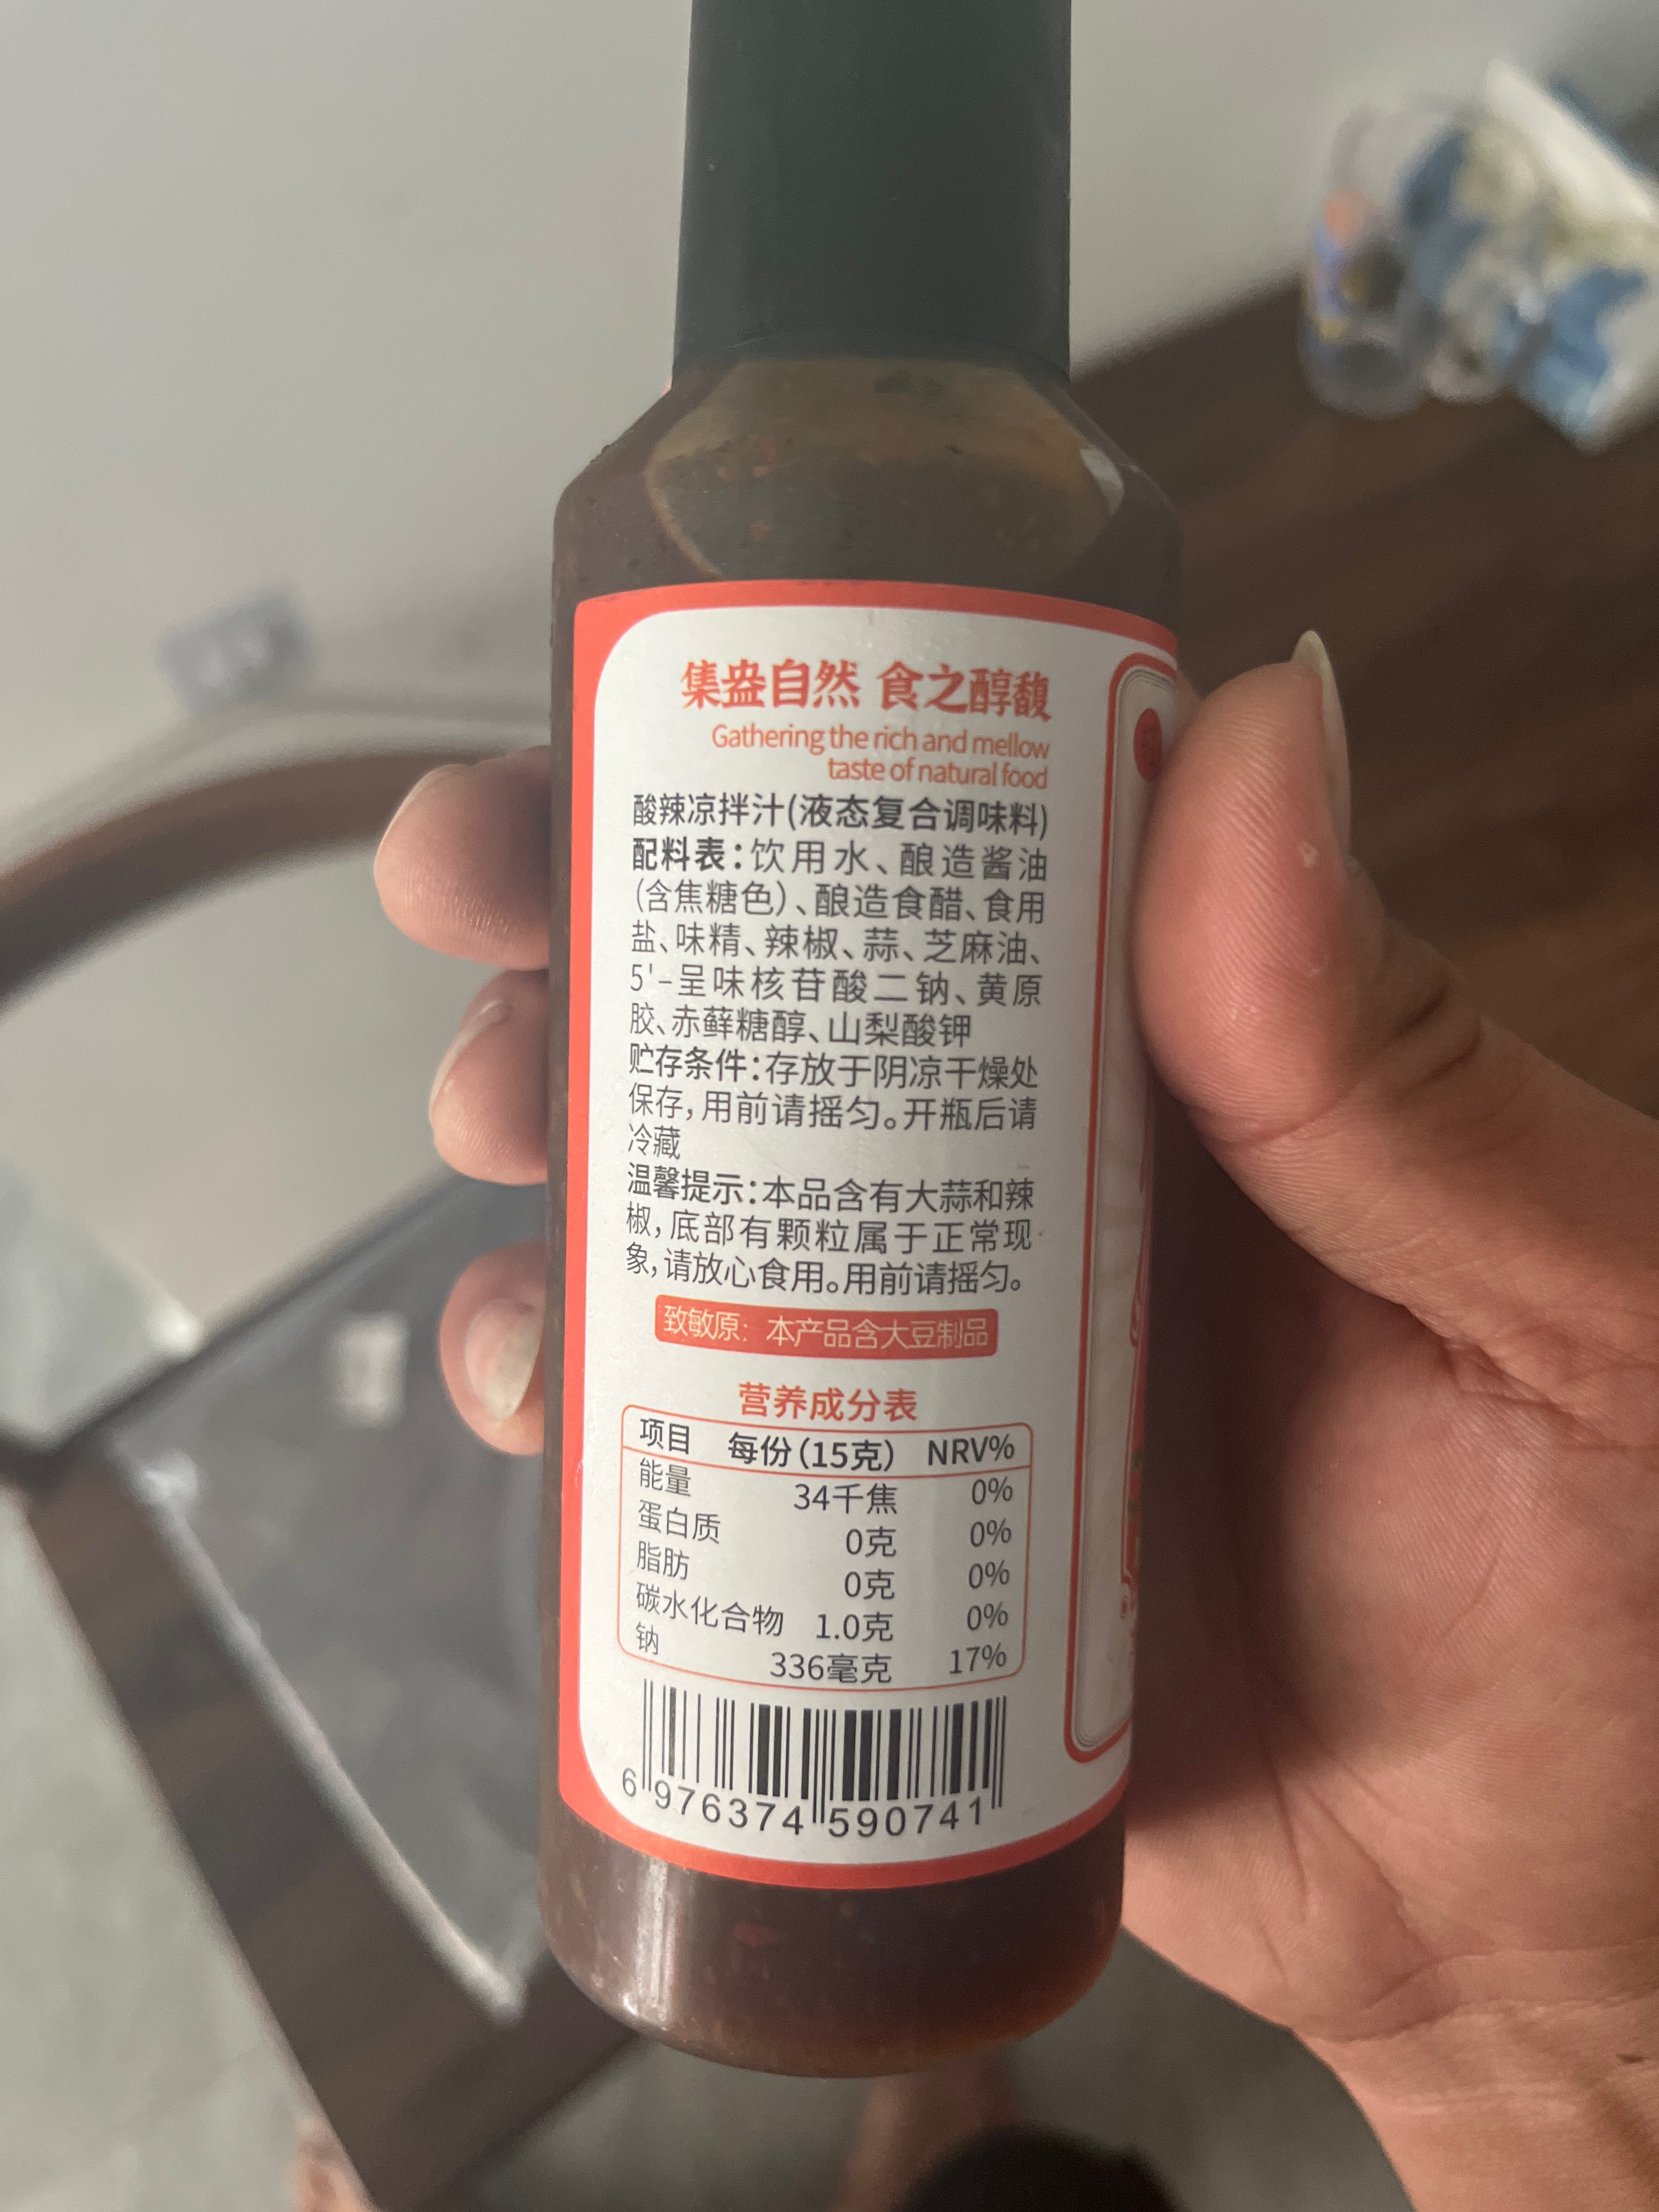 集盎自然 食之醇馥
Gathering the rich and mellow
taste of natural food
酸辣凉拌汁(液态复合调味料)
配料表：饮用水、酿造酱油
(含焦糖色)、酿造食醋、食用
盐、味精、辣椒、蒜、芝麻油、
5'-呈味核苷酸二钠、黄原
胶、赤藓糖醇、山梨酸钾
贮存条件：存放于阴凉干燥处
保存，用前请摇匀。开瓶后请
冷藏
温馨提示：本品含有大蒜和辣
椒，底部有颗粒属于正常现
象，请放心食用。用前请摇匀。
致敏原：本产品含大豆制品
营养成分表
项目 每份（15克） NRV%
能量 34千焦 0%
蛋白质 0克 0%
脂肪 0克 0%
碳水化合物 1.0克 0%
钠 336毫克 17%
6 976374 590741